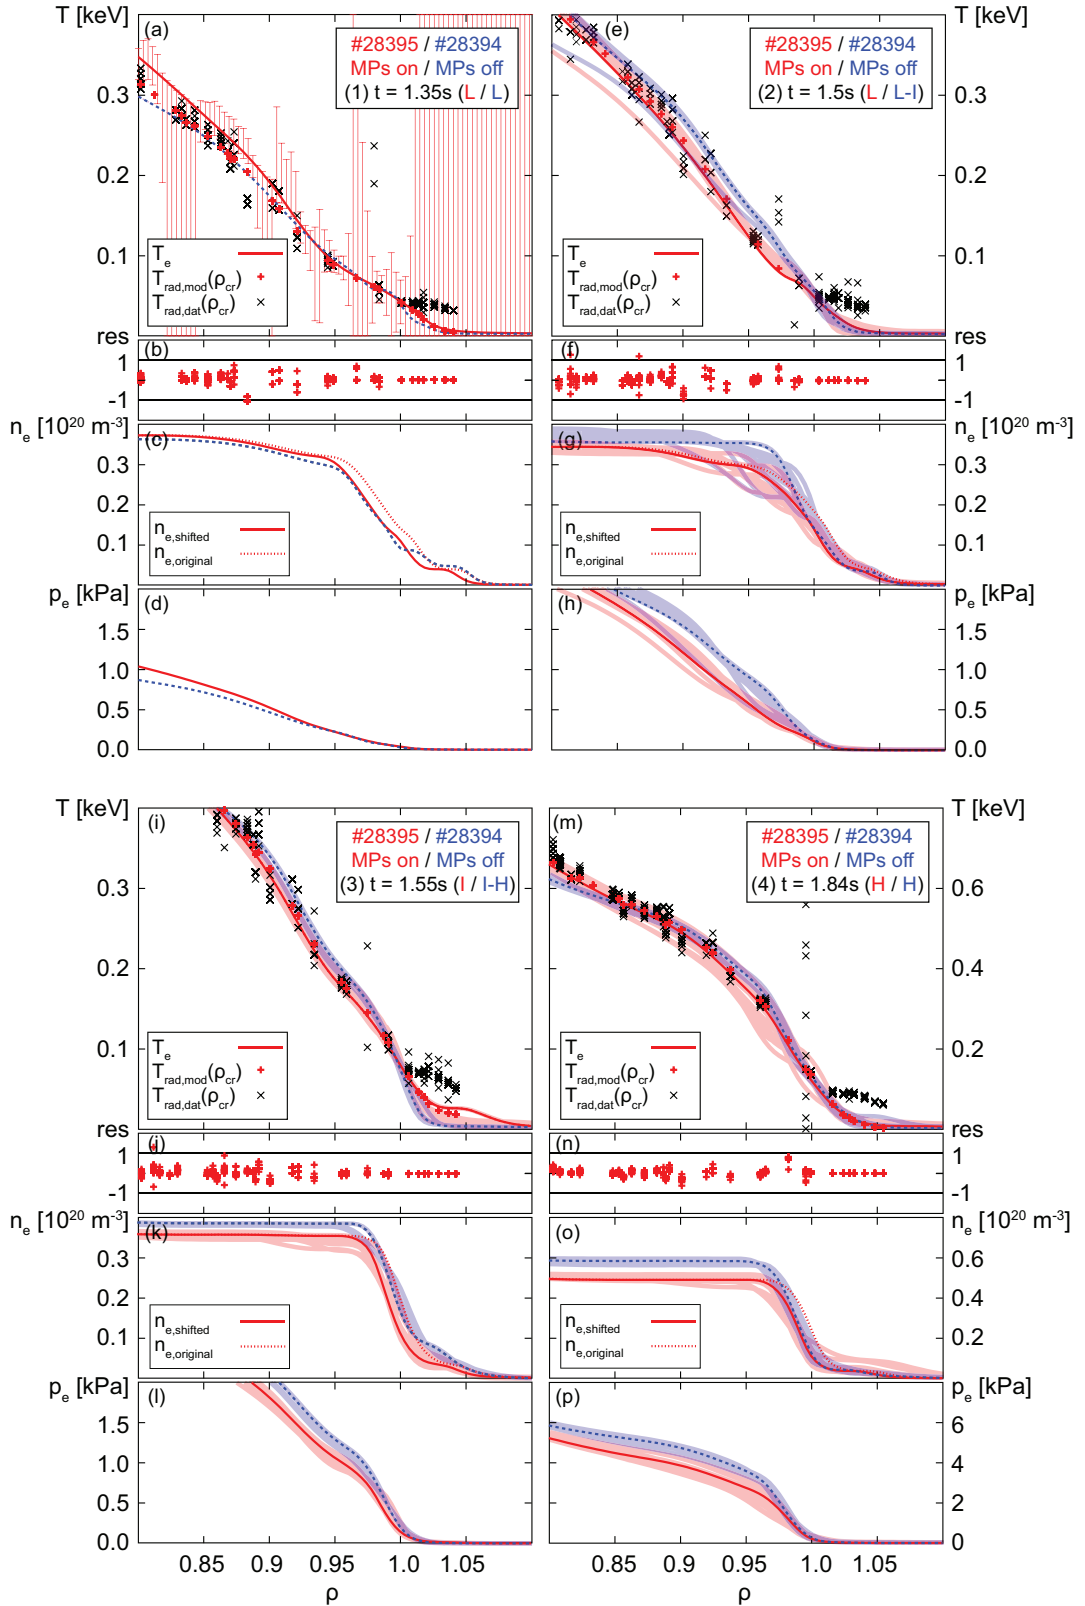 T [keV]
(a)
#28395 / #28394
MPs on / MPs off
(1) t = 1.35s (L / L)
0.3
0.2
0.1
T_e
T_rad,mod(ρ_cr)
T_rad,dat(ρ_cr)
res
(b)
1
-1
n_e [10^20 m^-3]
(c)
0.3
0.2
0.1
n_e,shifted
n_e,original
p_e [kPa]
(d)
1.5
1.0
0.5
0.0
T [keV]
(e)
#28395 / #28394
MPs on / MPs off
(2) t = 1.5s (L / L-I)
0.3
0.2
0.1
T_e
T_rad,mod(ρ_cr)
T_rad,dat(ρ_cr)
res
(f)
1
-1
n_e [10^20 m^-3]
(g)
0.3
0.2
0.1
p_e [kPa]
(h)
1.5
1.0
0.5
0.0
T [keV]
(i)
#28395 / #28394
MPs on / MPs off
(3) t = 1.55s (I / I-H)
0.3
0.2
0.1
T_e
T_rad,mod(ρ_cr)
T_rad,dat(ρ_cr)
res
(j)
1
-1
n_e [10^20 m^-3]
(k)
0.3
0.2
0.1
n_e,shifted
n_e,original
p_e [kPa]
(l)
1.5
1.0
0.5
0.0
0.85 0.9 0.95 1.0 1.05
ρ
T [keV]
(m)
#28395 / #28394
MPs on / MPs off
(4) t = 1.84s (H / H)
0.6
0.4
0.2
T_e
T_rad,mod(ρ_cr)
T_rad,dat(ρ_cr)
res
(n)
1
-1
n_e [10^20 m^-3]
(o)
0.6
0.4
0.2
n_e,shifted
n_e,original
p_e [kPa]
(p)
6
4
2
0
0.85 0.9 0.95 1.0 1.05
ρ